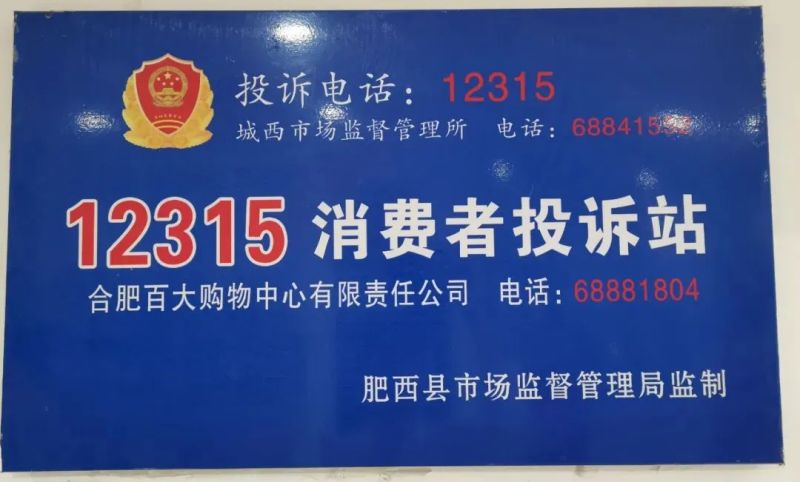 投诉电话：12315
城西市场监督管理所 电话：68841552
12315 消费者投诉站
合肥百大购物中心有限责任公司 电话：68881804
肥西县市场监督管理局监制